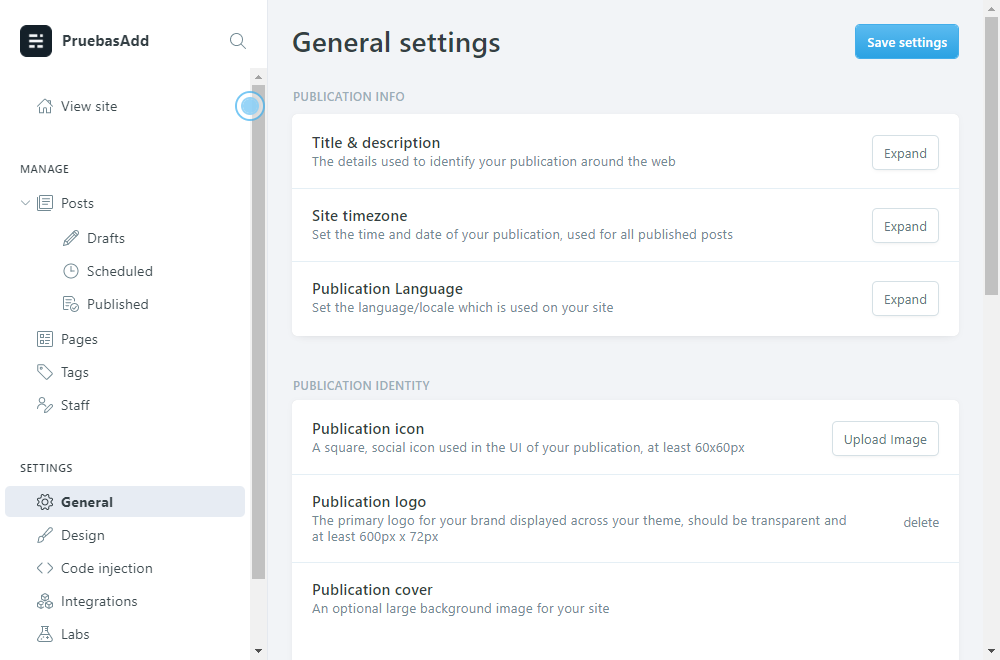 PruebasAdd
View site
MANAGE
Posts
Drafts
Scheduled
Published
Pages
Tags
Staff
SETTINGS
General
Design
Code injection
Integrations
Labs
General settings
Save settings
PUBLICATION INFO
Title & description
The details used to identify your publication around the web
Expand
Site timezone
Set the time and date of your publication, used for all published posts
Expand
Publication Language
Set the language/locale which is used on your site
Expand
PUBLICATION IDENTITY
Publication icon
A square, social icon used in the UI of your publication, at least 60x60px
Upload Image
Publication logo
The primary logo for your brand displayed across your theme, should be transparent and
at least 600px x 72px
delete
Publication cover
An optional large background image for your site